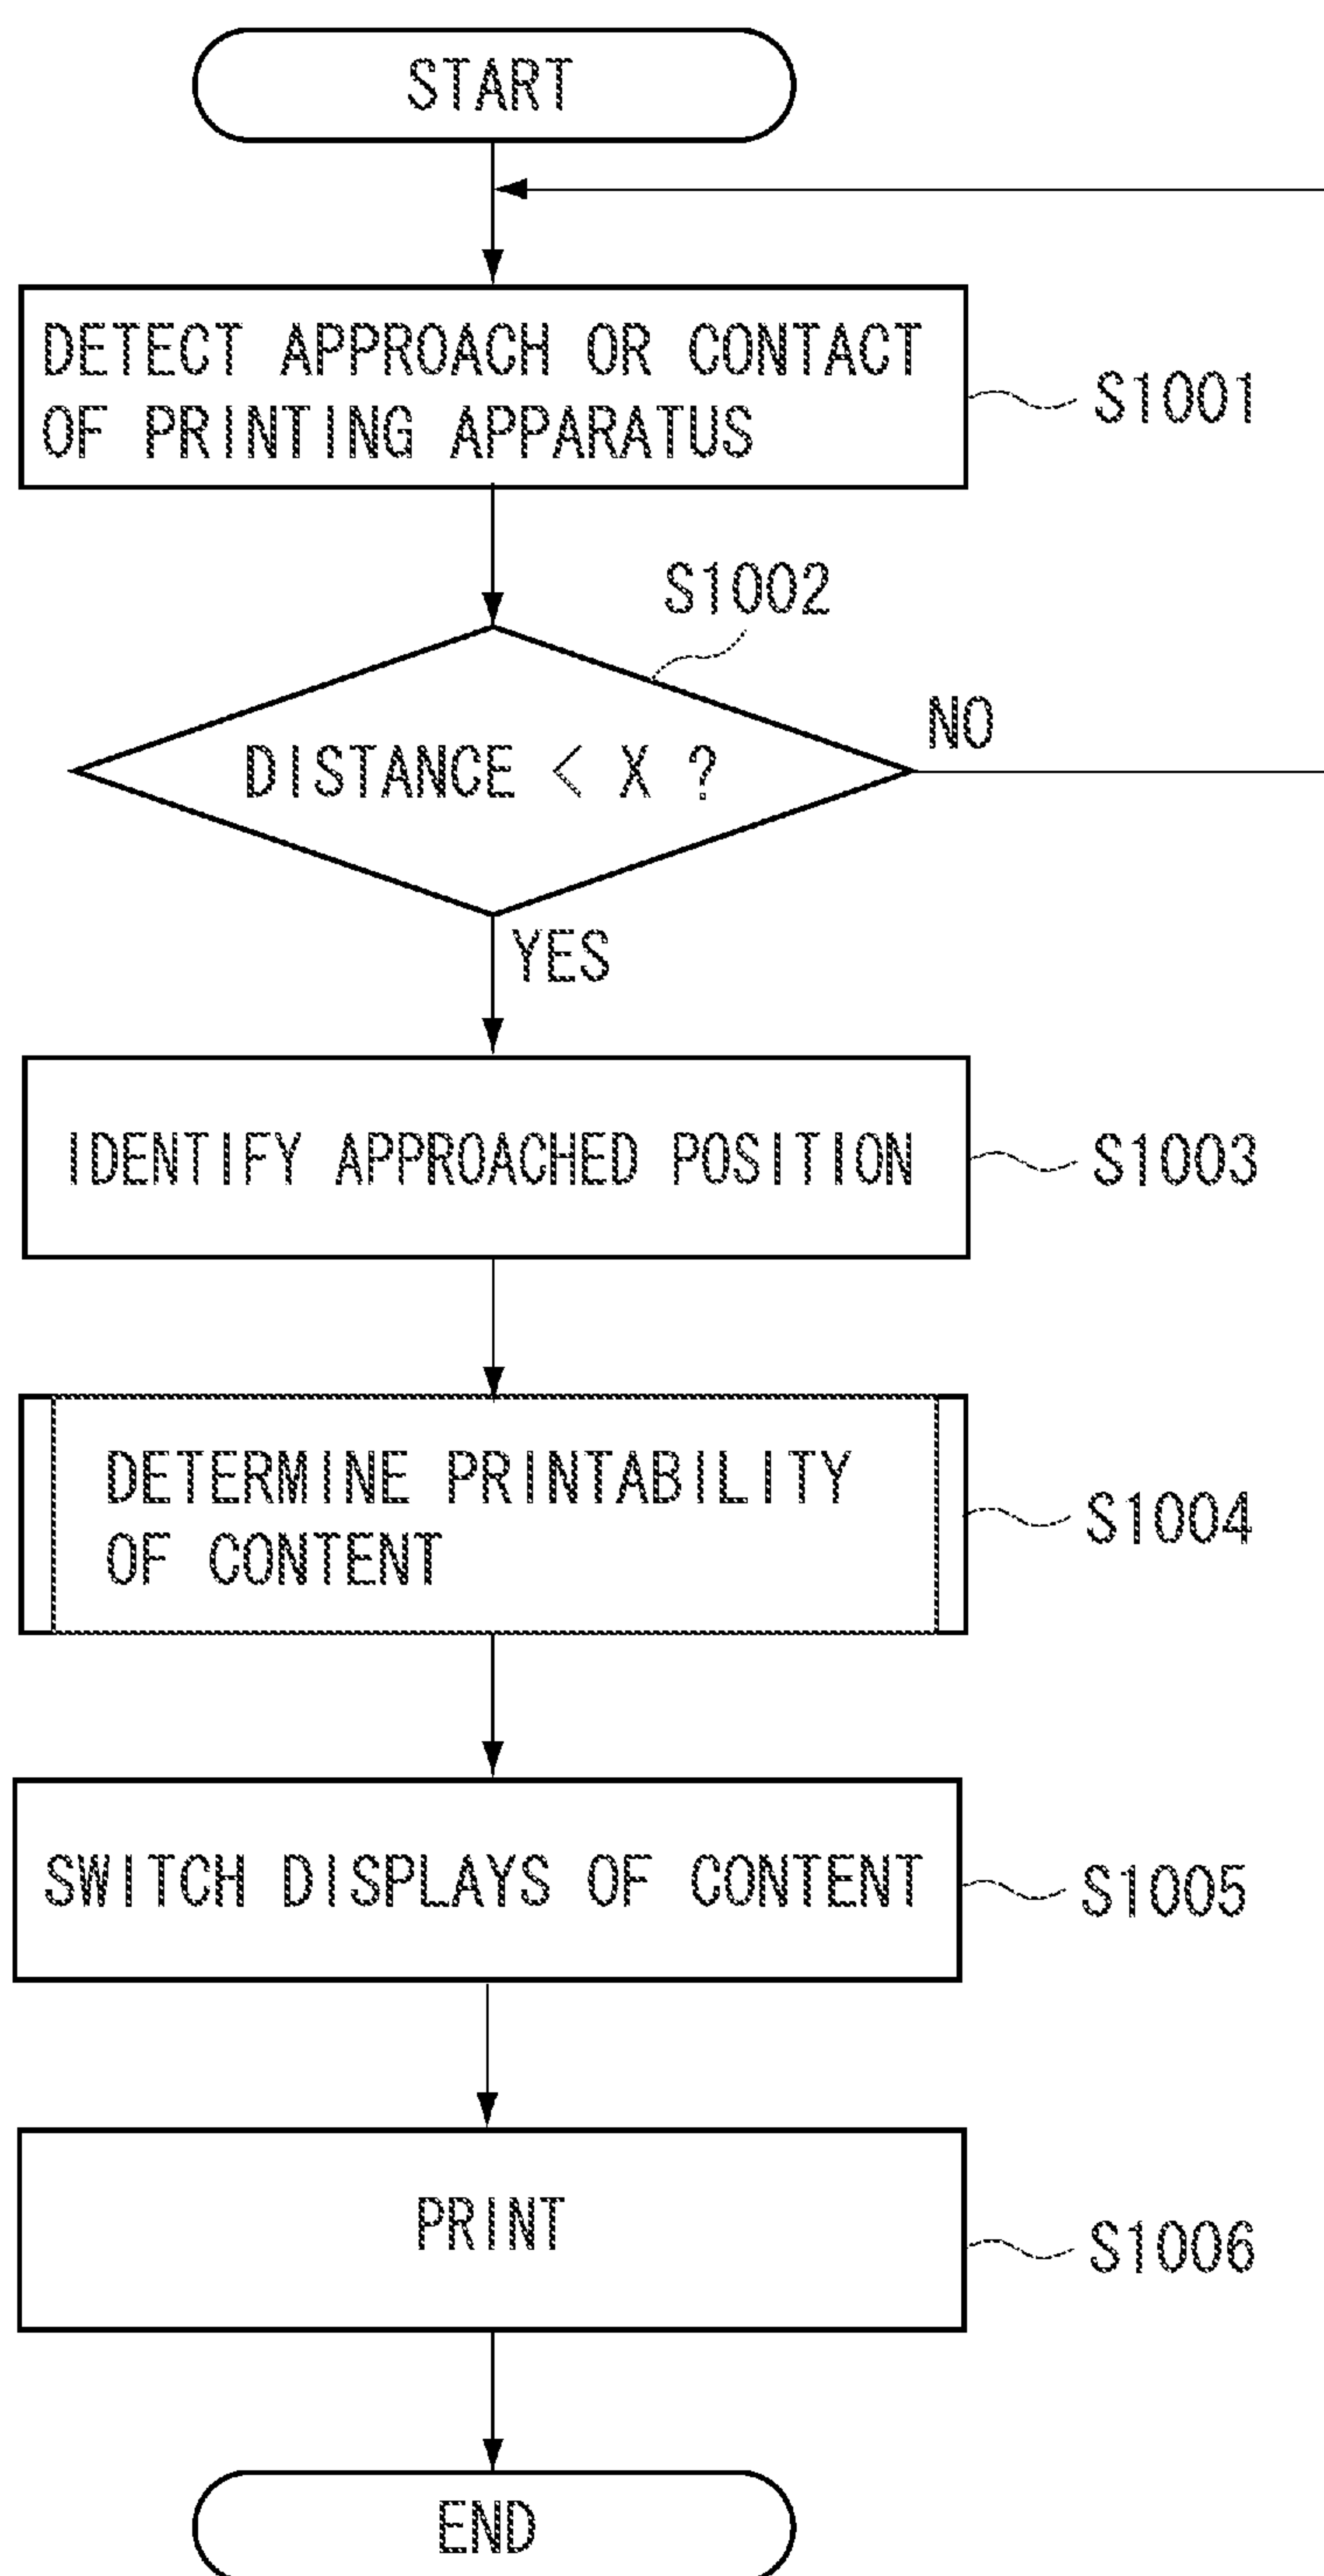 START
DETECT APPROACH OR CONTACT
OF PRINTING APPARATUS
S1001
S1002
DISTANCE < X ?
NO
YES
IDENTIFY APPROACHED POSITION
S1003
DETERMINE PRINTABILITY
OF CONTENT
S1004
SWITCH DISPLAYS OF CONTENT
S1005
PRINT
S1006
END